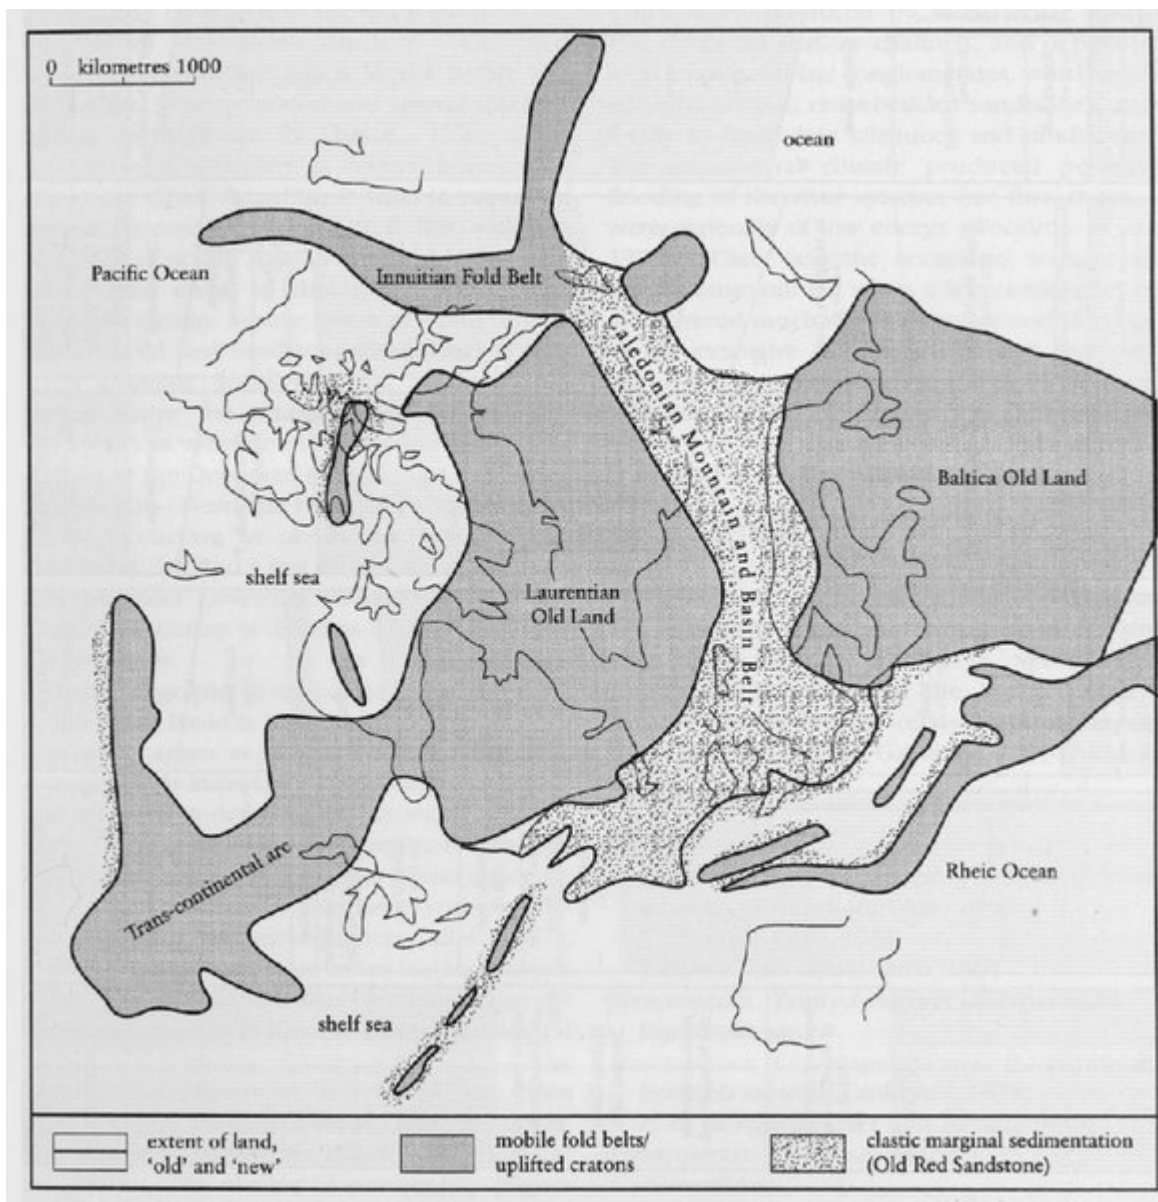 0 kilometres 1000
ocean
Pacific Ocean
Innuitian Fold Belt
Caledonian Mountain and Basin Belt
Baltica Old Land
shelf sea
Laurentian
Old Land
Trans-continental arc
Rheic Ocean
shelf sea
extent of land,
'old' and 'new'
mobile fold belts/
uplifted cratons
clastic marginal sedimentation
(Old Red Sandstone)